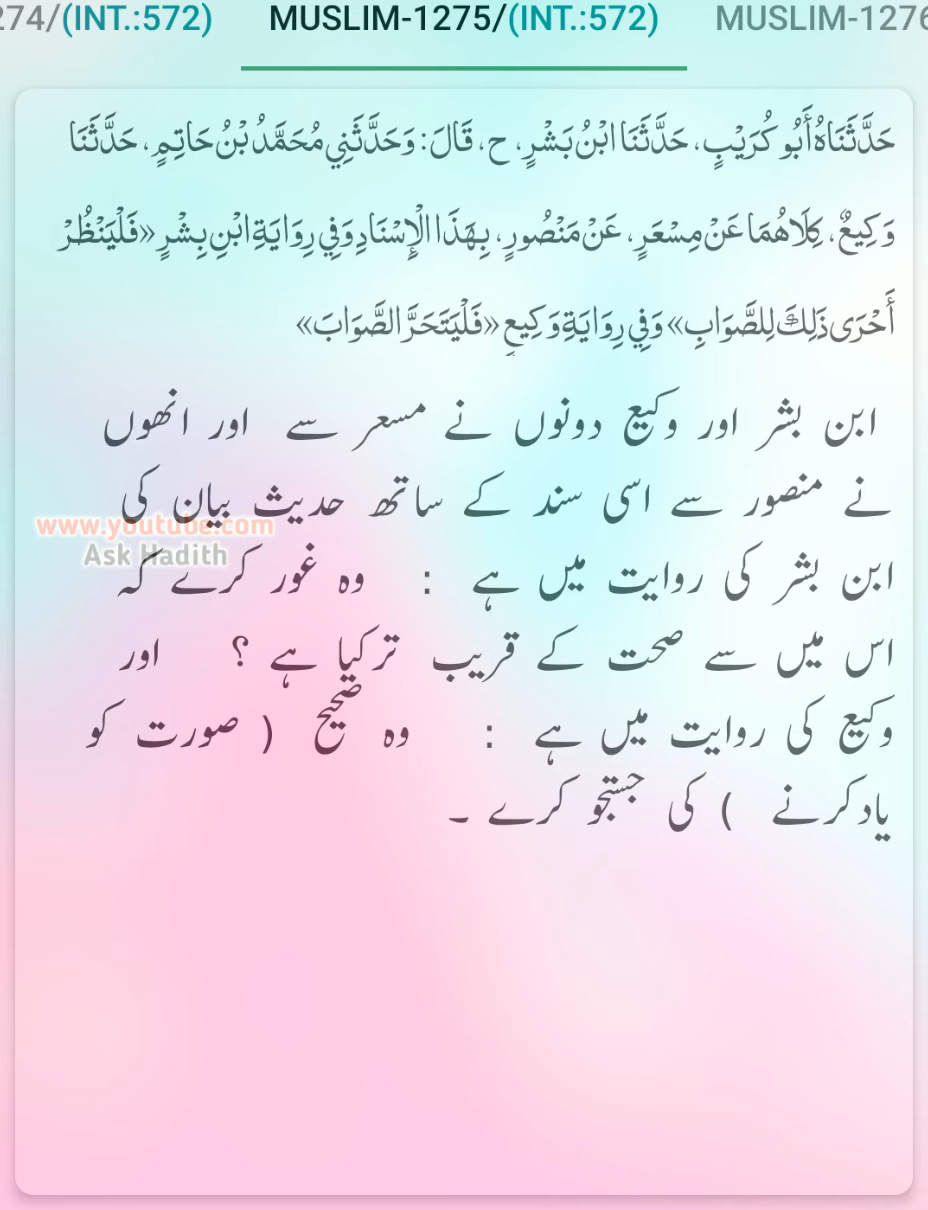 274/(INT.:572) MUSLIM-1275/(INT.:572) MUSLIM-1276
حَدَّثَنَاهُ أَبُو كُرَيْبٍ، حَدَّثَنَا ابْنُ بَشْرٍ، ح، قَالَ: وَحَدَّثَنِي مُحَمَّدُ بْنُ حَاتِمٍ، حَدَّثَنَا
وَكِيعٌ، كِلَاهُمَا عَنْ مِسْعَرٍ، عَنْ مَنْصُورٍ، بِهَذَا الْإِسْنَادِ وَفِي رِوَايَةِ ابْنِ بِشْرٍ «فَلْيَنْظُرْ
أَحْرَى ذَلِكَ لِلصَّوَابِ» وَفِي رِوَايَةِ وَكِيعٍ «فَلْيَتَحَرَّ الصَّوَابَ»
ابن بشر اور وکیع دونوں نے مسعر سے اور انھوں
نے منصور سے اسی سند کے ساتھ حدیث بیان کی
www.youtube.com
Ask Hadith
ابن بشر کی روایت میں ہے : وہ غور کرے کہ
اس میں سے صحت کے قریب ترکیا ہے ؟ اور
وکیع کی روایت میں ہے : وہ صحیح ( صورت کو
یادکرنے ) کی جستجو کرے ۔